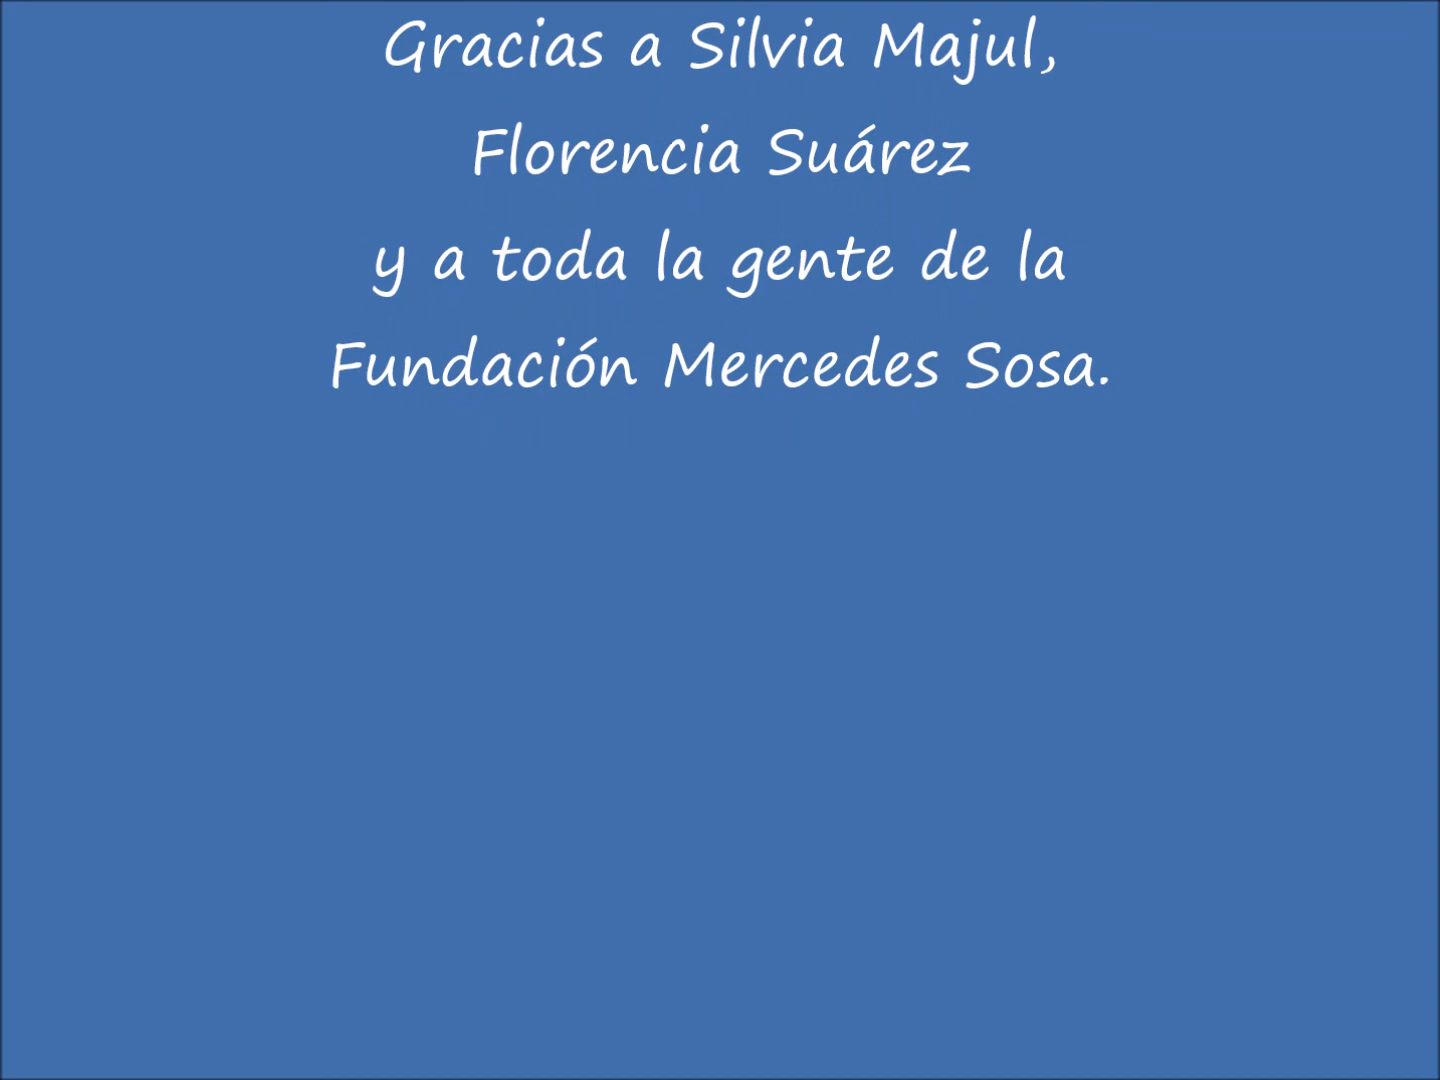 Gracias a Silvia Majul,
Florencia Suárez
y a toda la gente de la
Fundación Mercedes Sosa.